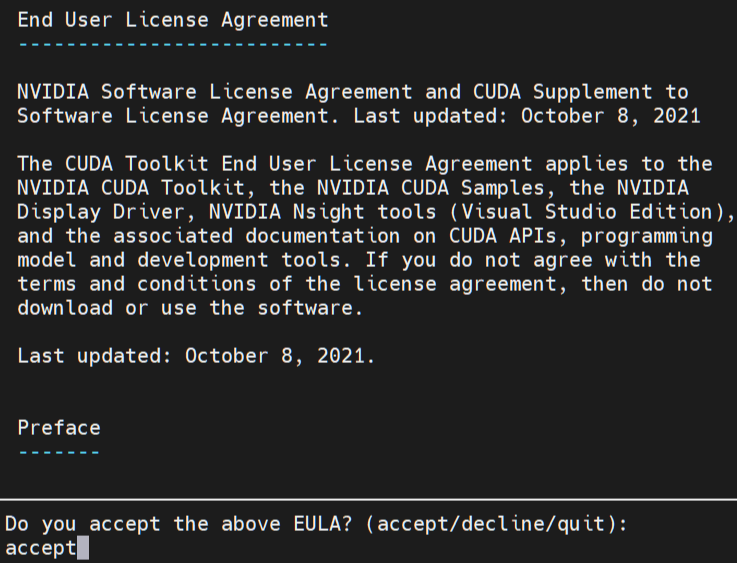 End User License Agreement
--------------------------
NVIDIA Software License Agreement and CUDA Supplement to
Software License Agreement. Last updated: October 8, 2021
The CUDA Toolkit End User License Agreement applies to the
NVIDIA CUDA Toolkit, the NVIDIA CUDA Samples, the NVIDIA
Display Driver, NVIDIA Nsight tools (Visual Studio Edition),
and the associated documentation on CUDA APIs, programming
model and development tools. If you do not agree with the
terms and conditions of the license agreement, then do not
download or use the software.
Last updated: October 8, 2021.
Preface
-------
Do you accept the above EULA? (accept/decline/quit):
accept